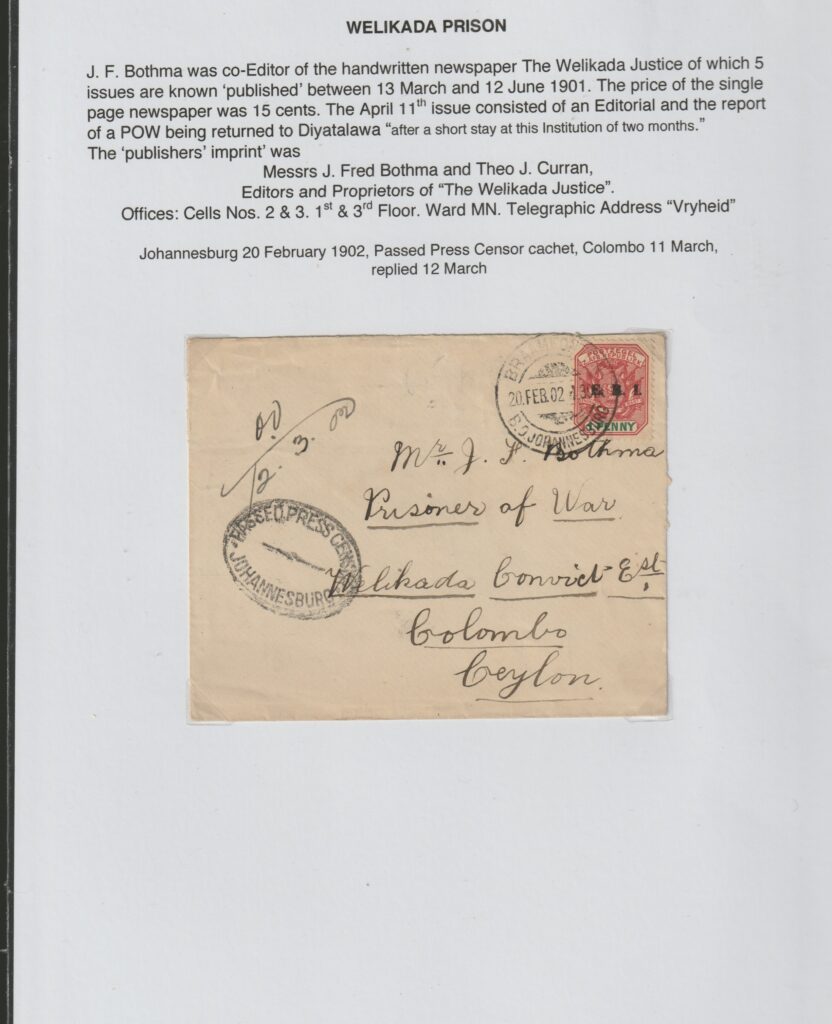 WELIKADA PRISON
J. F. Bothma was co-Editor of the handwritten newspaper The Welikada Justice of which 5
issues are known ‘published’ between 13 March and 12 June 1901. The price of the single
page newspaper was 15 cents. The April 11th issue consisted of an Editorial and the report
of a POW being returned to Diyatalawa “after a short stay at this Institution of two months.”
The ‘publishers’ imprint’ was
Messrs J. Fred Bothma and Theo J. Curran,
Editors and Proprietors of “The Welikada Justice”.
Offices: Cells Nos. 2 & 3. 1st & 3rd Floor. Ward MN. Telegraphic Address “Vryheid”
Johannesburg 20 February 1902, Passed Press Censor cachet, Colombo 11 March,
replied 12 March
20.FEB.02
B.O JOHANNESBURG
E. R. I.
1 PENNY
12. 3. 02
Mr. J. F. Bothma
Prisoner of War
PASSED PRESS CENSOR
JOHANNESBURG
Welikada Convict Est.
Colombo
Ceylon.